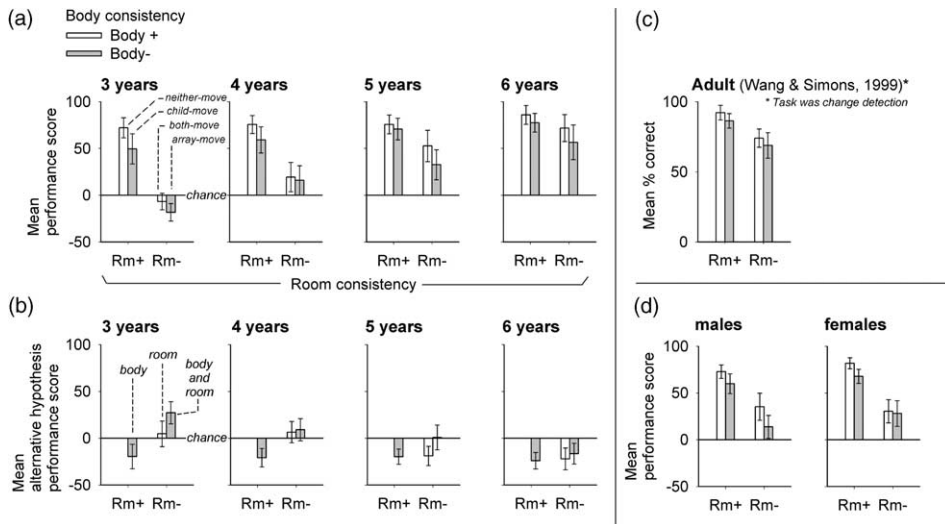 (a)
Body consistency
Body +
Body-
3 years
4 years
5 years
6 years
Mean
performance score
100
50
0
-50
neither-move
child-move
both-move
array-move
chance
Rm+ Rm-
Rm+ Rm-
Rm+ Rm-
Rm+ Rm-
Room consistency
(b)
3 years
4 years
5 years
6 years
Mean
alternative hypothesis
performance score
100
50
0
-50
body
room
body
and
room
chance
Rm+ Rm-
Rm+ Rm-
Rm+ Rm-
Rm+ Rm-
(c)
Adult (Wang & Simons, 1999)*
* Task was change detection
Mean % correct
100
50
0
Rm+ Rm-
(d)
males
females
Mean
performance score
100
50
0
-50
Rm+ Rm-
Rm+ Rm-